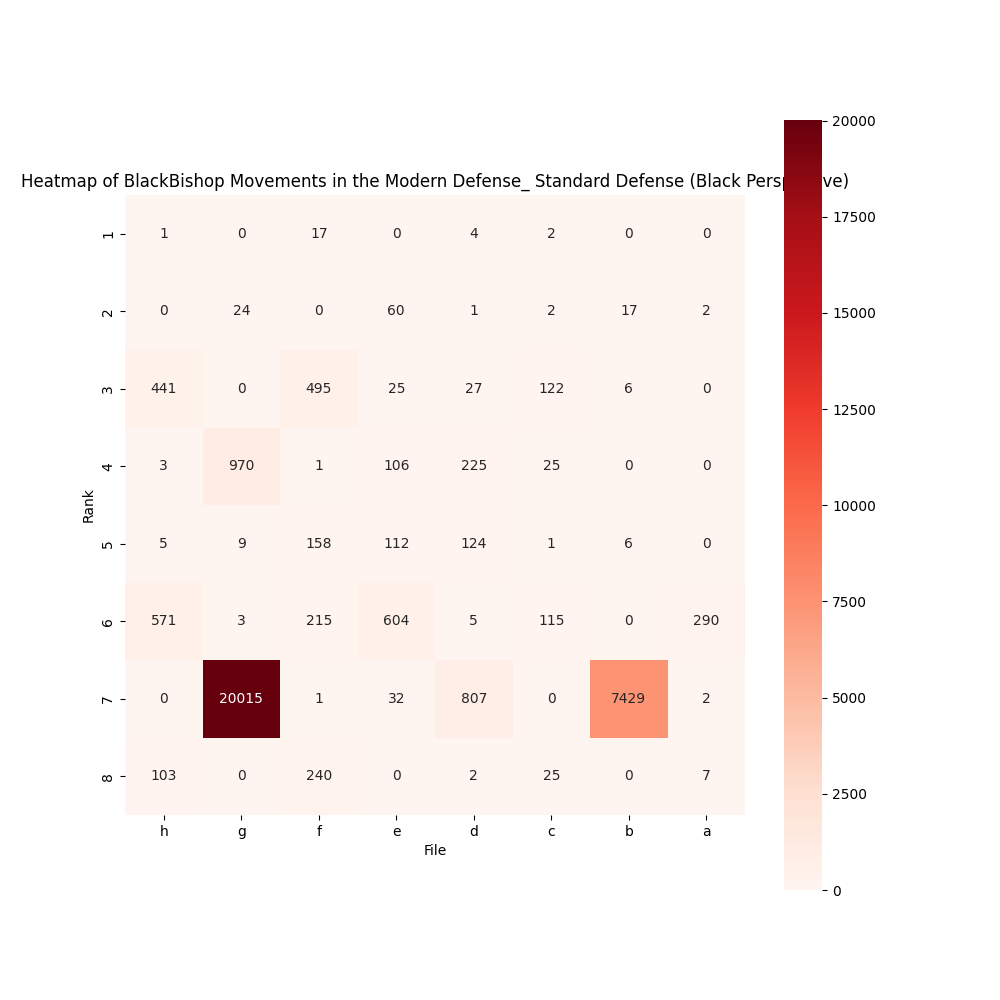 Heatmap of BlackBishop Movements in the Modern Defense_ Standard Defense (Black Pers ve)
1 1 0 17 0 4 2 0 0
2 0 24 0 60 1 2 17 2
3 441 0 495 25 27 122 6 0
4 3 970 1 106 225 25 0 0
5 5 9 158 112 124 1 6 0
6 571 3 215 604 5 115 0 290
7 0 20015 1 32 807 0 7429 2
8 103 0 240 0 2 25 0 7
h g f e d c b a
File
Rank
20000
17500
15000
12500
10000
7500
5000
2500
0